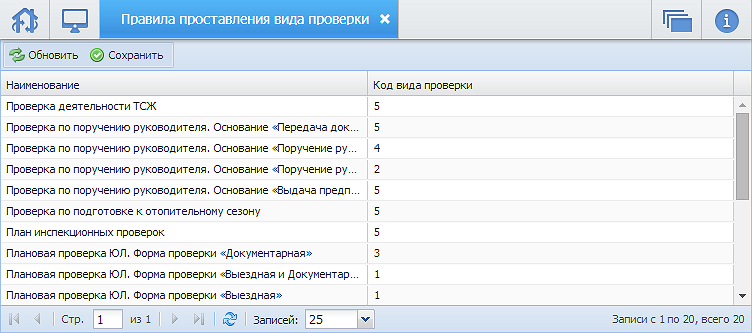 Правила проставления вида проверки
Обновить Сохранить
Наименование Код вида проверки
Проверка деятельности ТСЖ 5
Проверка по поручению руководителя. Основание «Передача док... 5
Проверка по поручению руководителя. Основание «Поручение ру... 4
Проверка по поручению руководителя. Основание «Поручение ру... 2
Проверка по поручению руководителя. Основание «Выдача предп... 5
Проверка по подготовке к отопительному сезону 5
План инспекционных проверок 5
Плановая проверка ЮЛ. Форма проверки «Документарная» 3
Плановая проверка ЮЛ. Форма проверки «Выездная и Документар... 1
Плановая проверка ЮЛ. Форма проверки «Выездная» 1
Стр. 1 из 1 Записей: 25 Записи с 1 по 20, всего 20